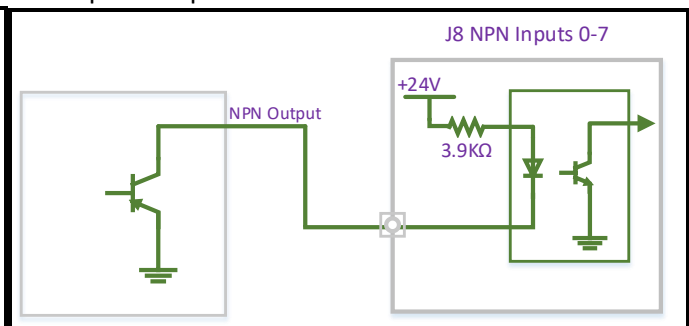 J8 NPN Inputs 0-7
+24V
NPN Output
3.9KΩ